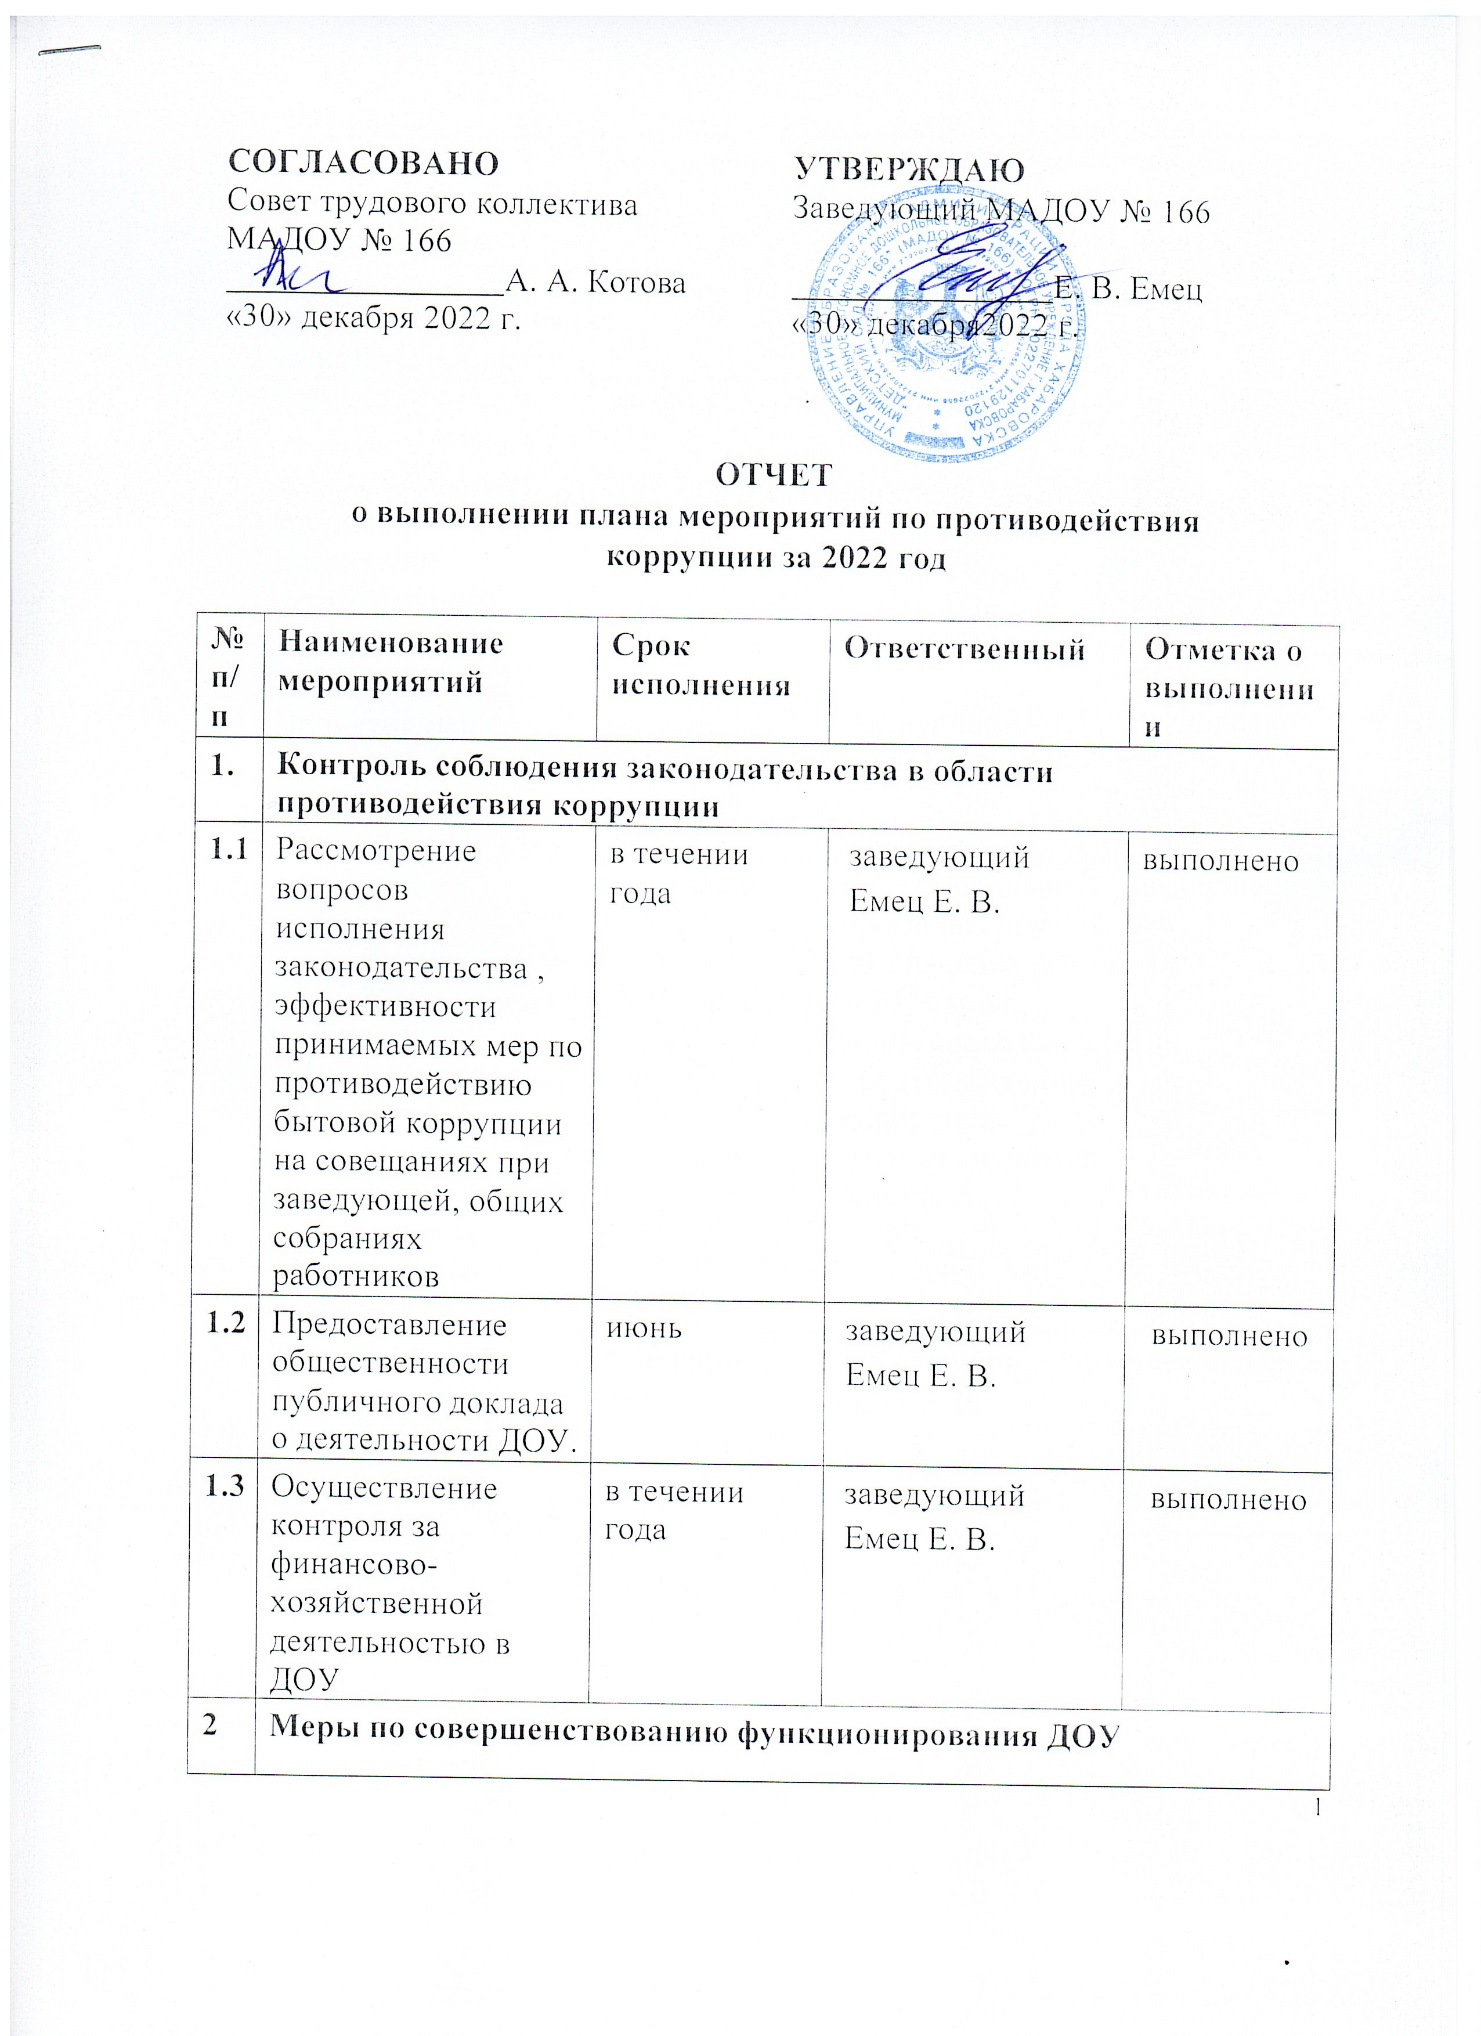 СОГЛАСОВАНО
Совет трудового коллектива
МАДОУ № 166
А. А. Котова
«30» декабря 2022 г.
УТВЕРЖДАЮ
Заведующий МАДОУ № 166
Е. В. Емец
«30» декабря2022 г.
ОТЧЕТ
о выполнении плана мероприятий по противодействия
коррупции за 2022 год
№
п/
п
Наименование
мероприятий
Срок
исполнения
Ответственный
Отметка о
выполнени
и
1.
Контроль соблюдения законодательства в области
противодействия коррупции
1.1
Рассмотрение
вопросов
исполнения
законодательства ,
эффективности
принимаемых мер по
противодействию
бытовой коррупции
на совещаниях при
заведующей, общих
собраниях
работников
в течении
года
заведующий
Емец Е. В.
выполнено
1.2
Предоставление
общественности
публичного доклада
о деятельности ДОУ.
июнь
заведующий
Емец Е. В.
выполнено
1.3
Осуществление
контроля за
финансово-
хозяйственной
деятельностью в
ДОУ
в течении
года
заведующий
Емец Е. В.
выполнено
2
Меры по совершенствованию функционирования ДОУ
1